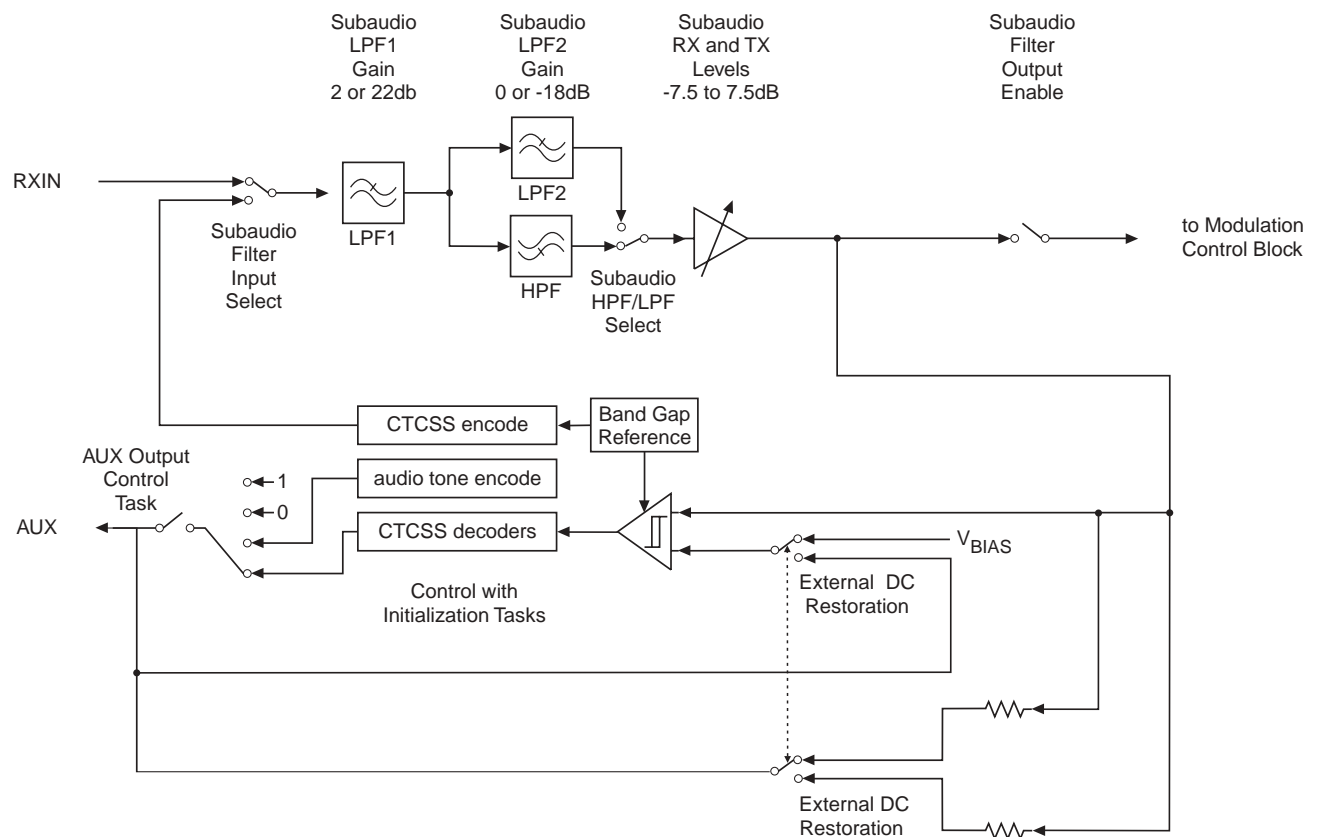 Subaudio
LPF1
Gain
2 or 22db
Subaudio
LPF2
Gain
0 or -18dB
Subaudio
RX and TX
Levels
-7.5 to 7.5dB
Subaudio
Filter
Output
Enable
RXIN
Subaudio
Filter
Input
Select
LPF1
LPF2
HPF
Subaudio
HPF/LPF
Select
to Modulation
Control Block
CTCSS encode
Band Gap
Reference
AUX Output
Control
Task
1
audio tone encode
0
AUX
CTCSS decoders
VBIAS
External DC
Restoration
Control with
Initialization Tasks
External DC
Restoration